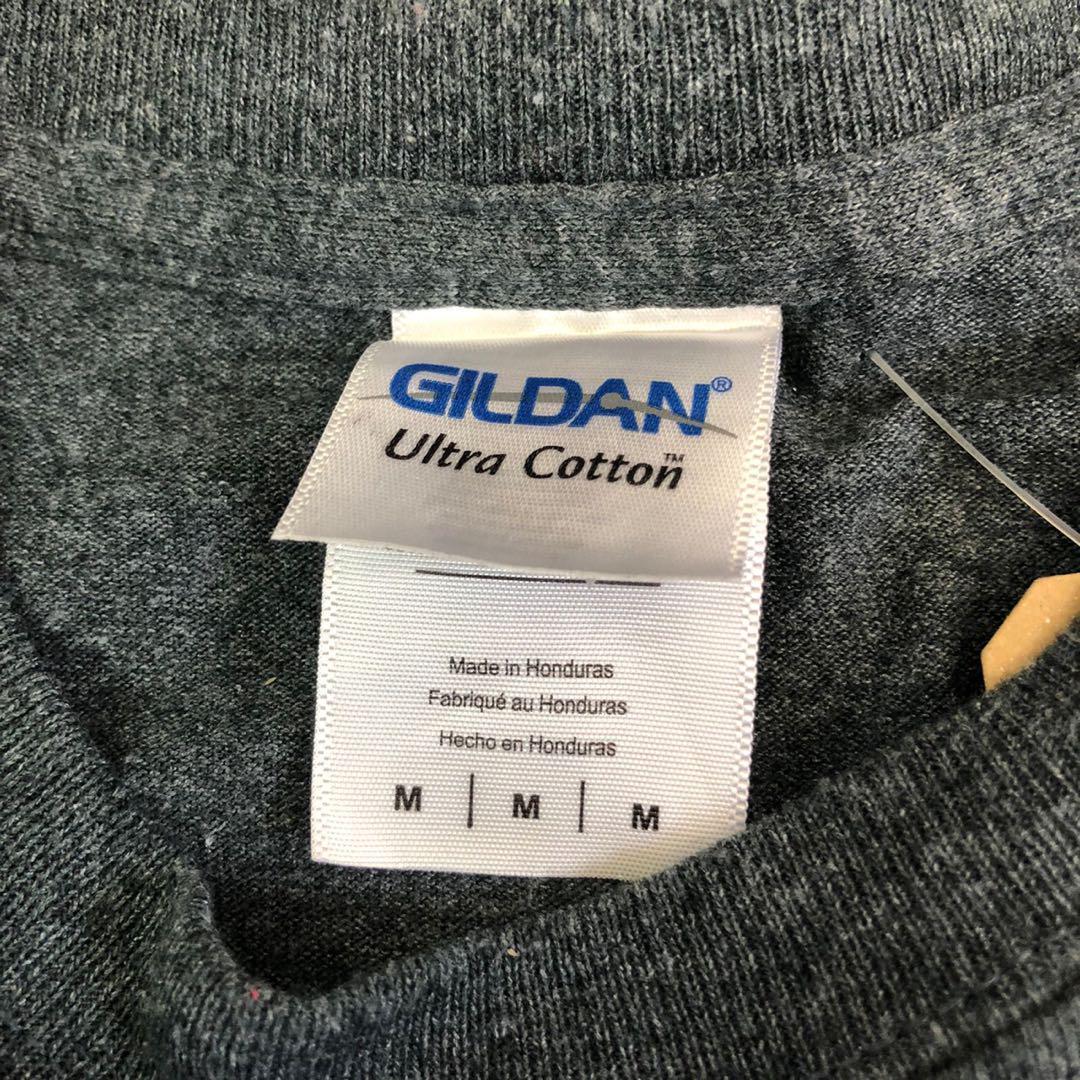 GILDAN®
Ultra Cotton™
Made in Honduras
Fabriqué au Honduras
Hecho en Honduras
M | M | M